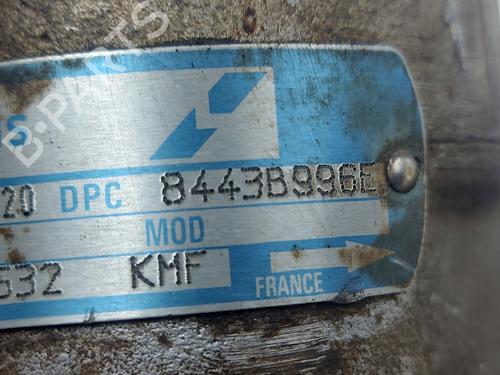 B-PARTS
20 DPC 8443B996E
MOD
632 KMF
FRANCE